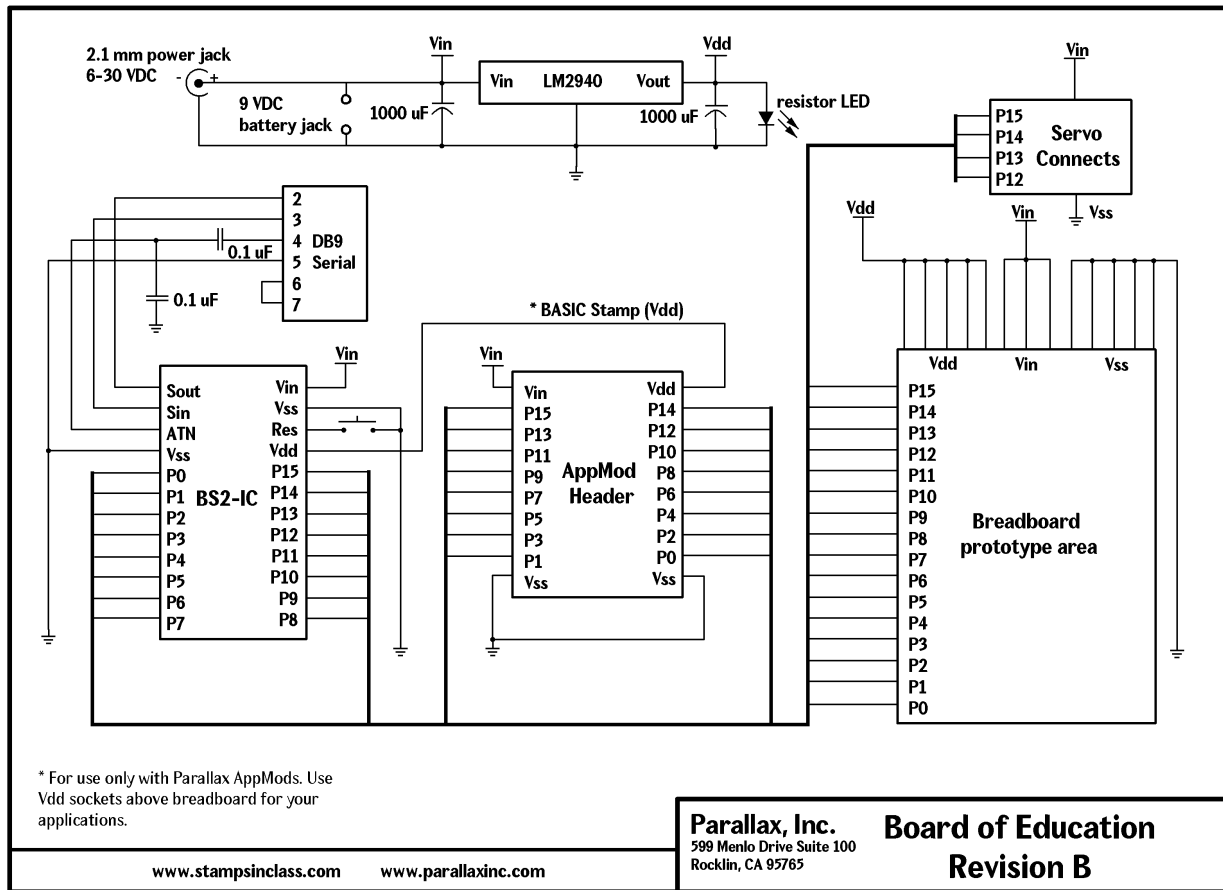 2.1 mm power jack
6-30 VDC
-
+
9 VDC
battery jack
Vin
1000 uF
Vin
LM2940
Vout
Vdd
1000 uF
resistor LED
Vin
P15
P14
P13
P12
Servo
Connects
Vss
2
3
4
5
6
7
DB9
Serial
0.1 uF
0.1 uF
* BASIC Stamp (Vdd)
Vin
Sout
Sin
ATN
Vss
P0
P1
P2
P3
P4
P5
P6
P7
BS2-IC
Vin
Vss
Res
Vdd
P15
P14
P13
P12
P11
P10
P9
P8
Vin
Vin
P15
P13
P11
P9
P7
P5
P3
P1
Vss
AppMod
Header
Vdd
P14
P12
P10
P8
P6
P4
P2
P0
Vss
Vdd
Vin
Vdd
Vin
Vss
P15
P14
P13
P12
P11
P10
P9
P8
P7
P6
P5
P4
P3
P2
P1
P0
Breadboard
prototype area
* For use only with Parallax AppMods. Use
Vdd sockets above breadboard for your
applications.
www.stampsinclass.com www.parallaxinc.com
Parallax, Inc.
599 Menlo Drive Suite 100
Rocklin, CA 95765
Board of Education
Revision B